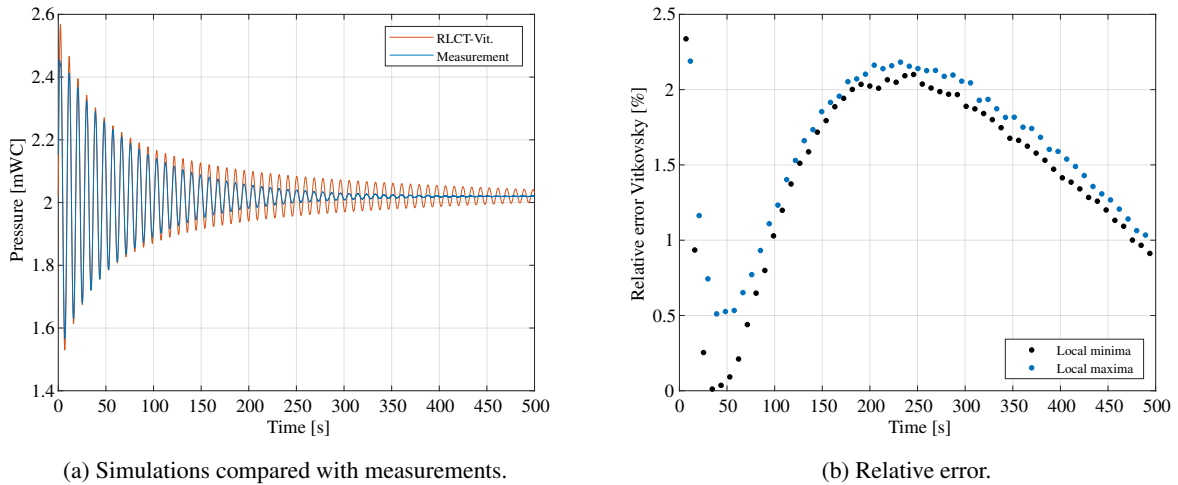 2.6
2.4
2.2
2
1.8
1.6
1.4
Pressure [mWC]
RLCT-Vit.
Measurement
0 50 100 150 200 250 300 350 400 450 500
Time [s]
(a) Simulations compared with measurements.
2.5
2
1.5
1
0.5
0
Relative error Vitkovsky [%]
Local minima
Local maxima
0 50 100 150 200 250 300 350 400 450 500
Time [s]
(b) Relative error.